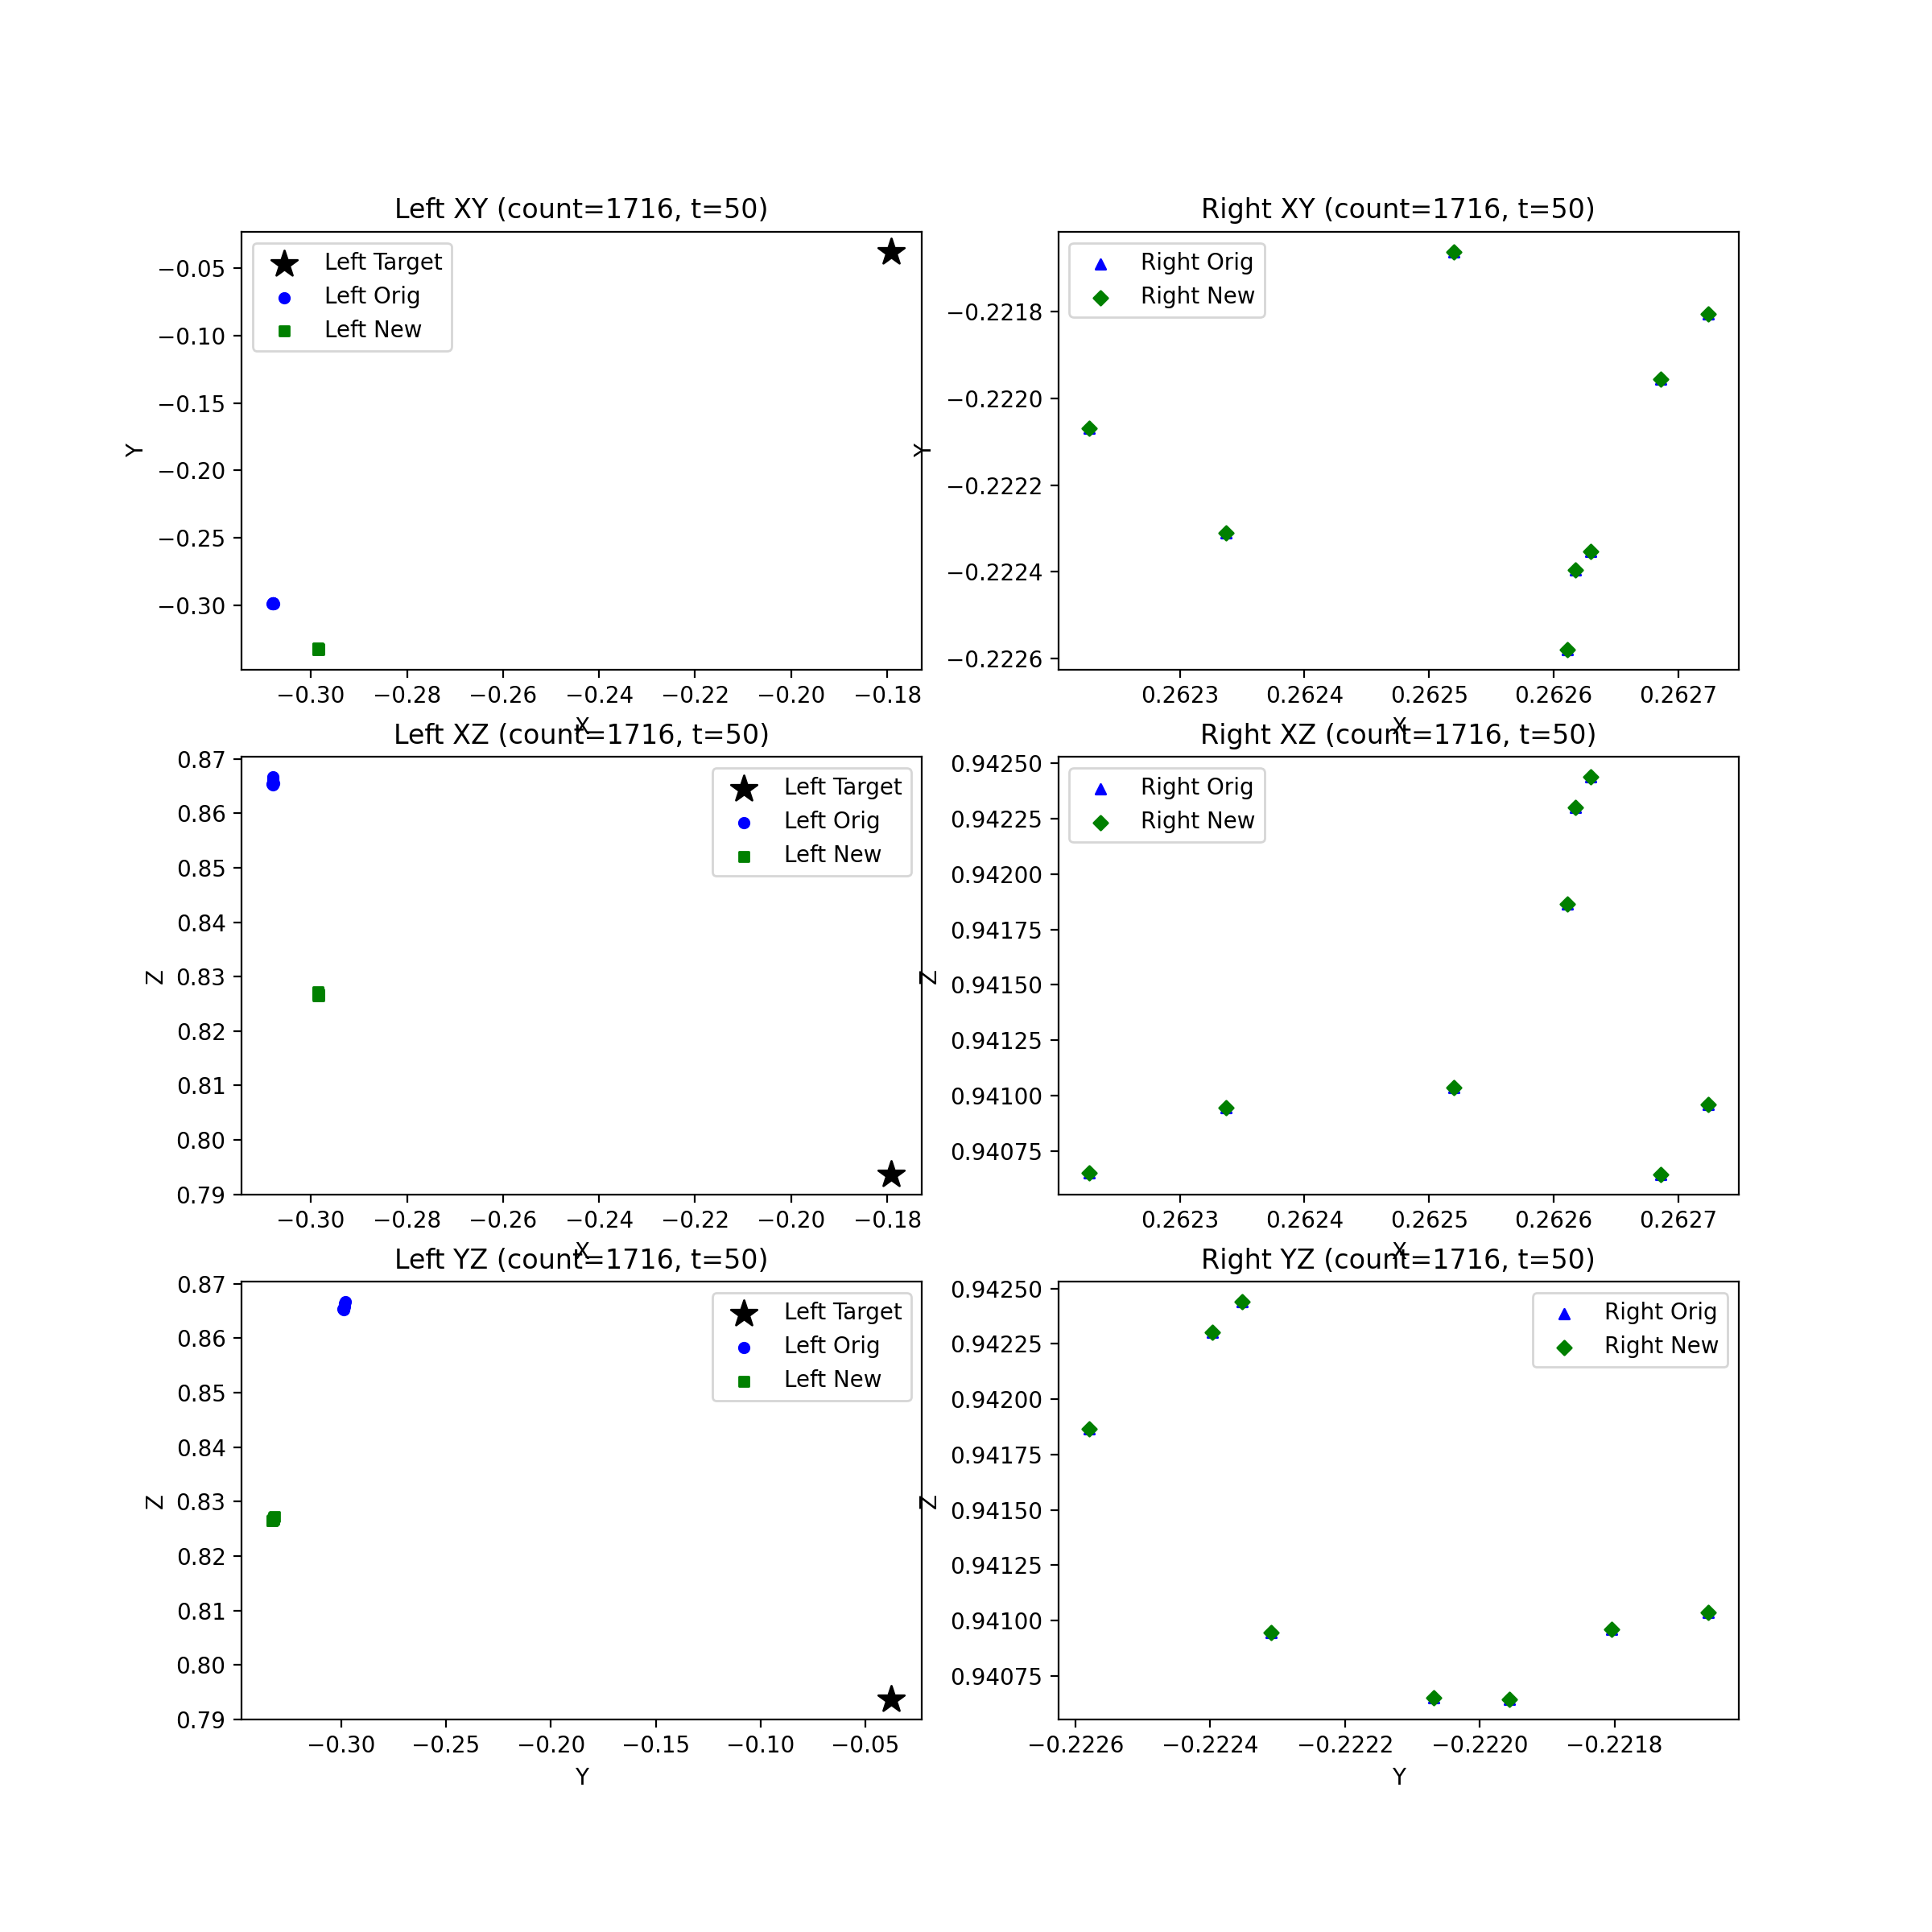 Left XY (count=1716, t=50)
Left Target
Left Orig
Left New
−0.05
−0.10
−0.15
−0.20
−0.25
−0.30
Y
−0.30 −0.28 −0.26 −0.24 −0.22 −0.20 −0.18
X
Right XY (count=1716, t=50)
Right Orig
Right New
−0.2218
−0.2220
−0.2222
−0.2224
−0.2226
Y
0.2623 0.2624 0.2625 0.2626 0.2627
X
Left XZ (count=1716, t=50)
Left Target
Left Orig
Left New
0.87
0.86
0.85
0.84
0.83
0.82
0.81
0.80
0.79
Z
−0.30 −0.28 −0.26 −0.24 −0.22 −0.20 −0.18
X
Right XZ (count=1716, t=50)
Right Orig
Right New
0.94250
0.94225
0.94200
0.94175
0.94150
0.94125
0.94100
0.94075
Z
0.2623 0.2624 0.2625 0.2626 0.2627
X
Left YZ (count=1716, t=50)
Left Target
Left Orig
Left New
0.87
0.86
0.85
0.84
0.83
0.82
0.81
0.80
0.79
Z
−0.30 −0.25 −0.20 −0.15 −0.10 −0.05
Y
Right YZ (count=1716, t=50)
Right Orig
Right New
0.94250
0.94225
0.94200
0.94175
0.94150
0.94125
0.94100
0.94075
Z
−0.2226 −0.2224 −0.2222 −0.2220 −0.2218
Y